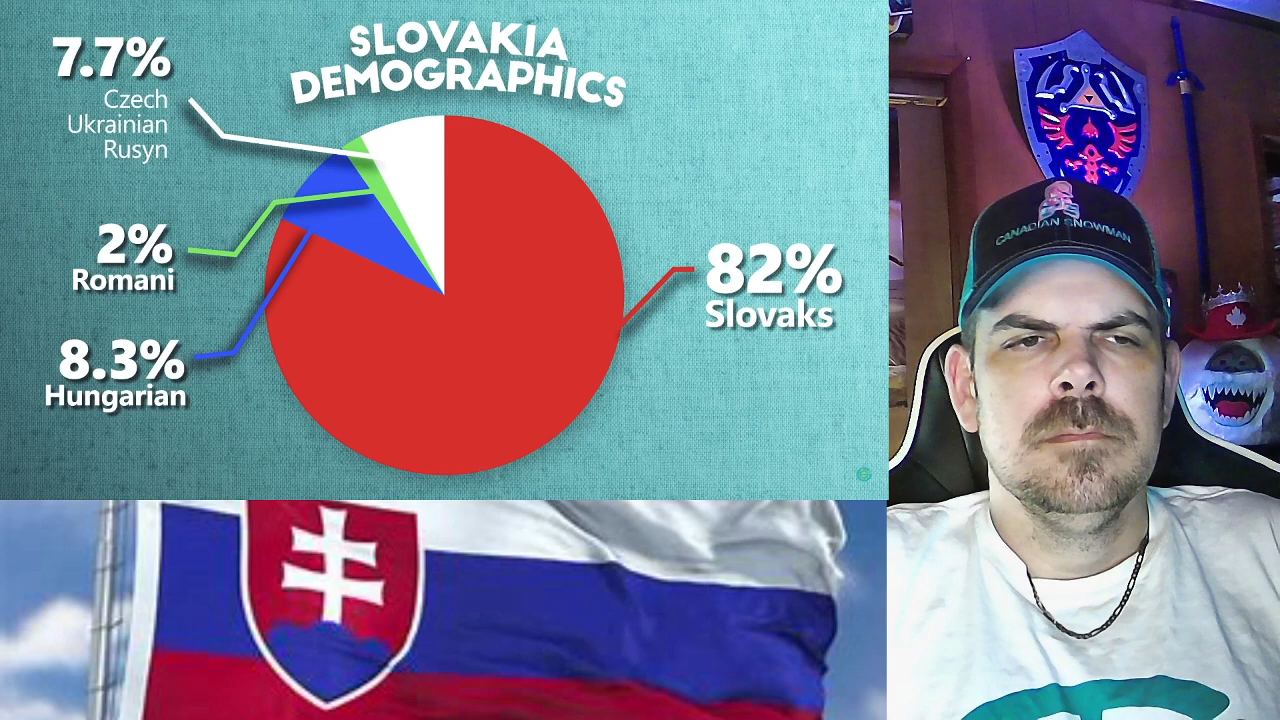 SLOVAKIA
DEMOGRAPHICS
7.7%
Czech
Ukrainian
Rusyn
2%
Romani
8.3%
Hungarian
82%
Slovaks
CANADIAN SNOWMAN